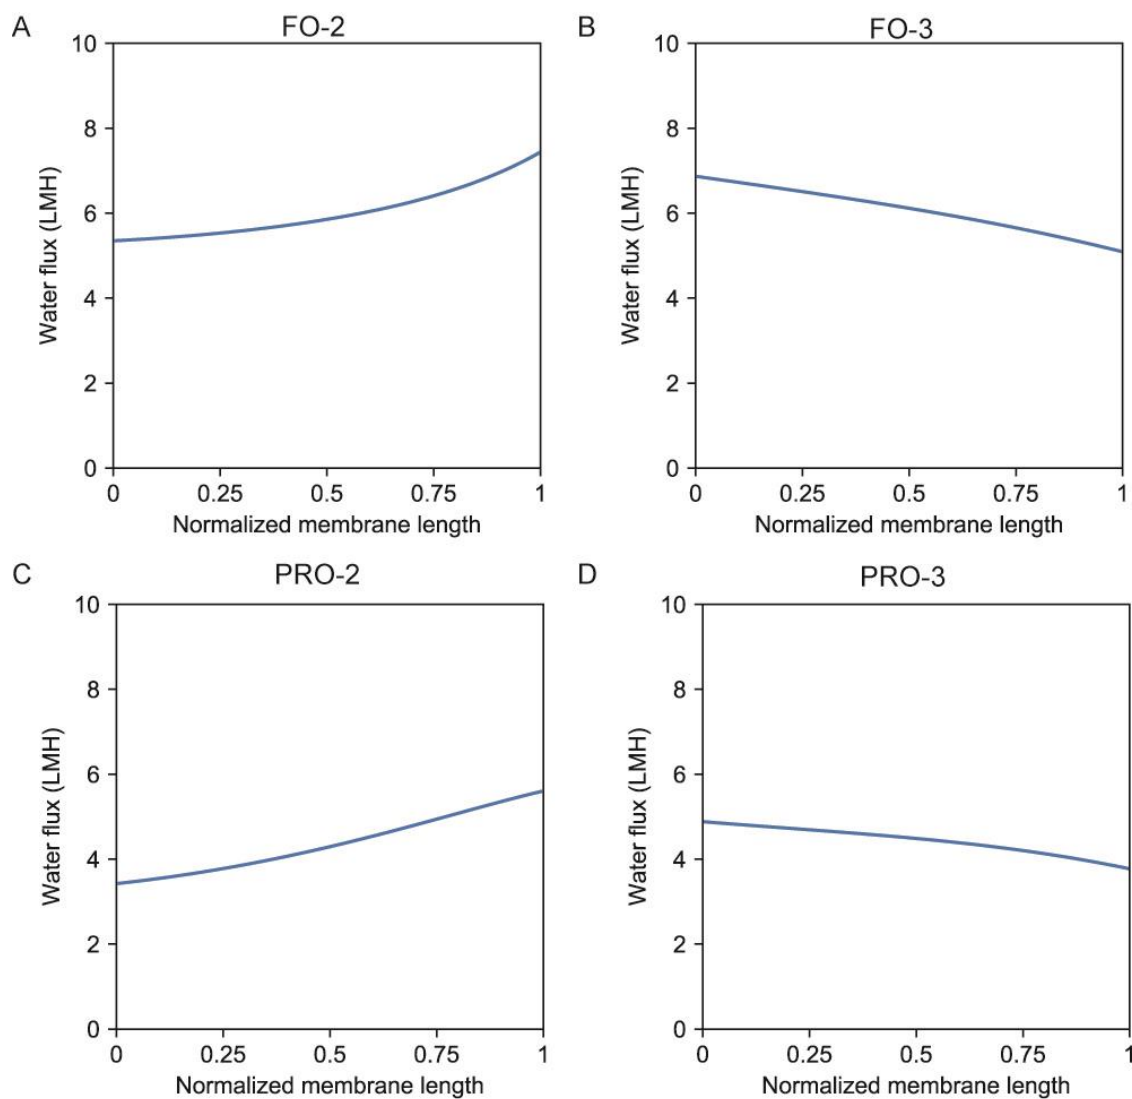 A
FO-2
10
8
6
4
2
0
Water flux (LMH)
0 0.25 0.5 0.75 1
Normalized membrane length
B
FO-3
10
8
6
4
2
0
Water flux (LMH)
0 0.25 0.5 0.75 1
Normalized membrane length
C
PRO-2
10
8
6
4
2
0
Water flux (LMH)
0 0.25 0.5 0.75 1
Normalized membrane length
D
PRO-3
10
8
6
4
2
0
Water flux (LMH)
0 0.25 0.5 0.75 1
Normalized membrane length